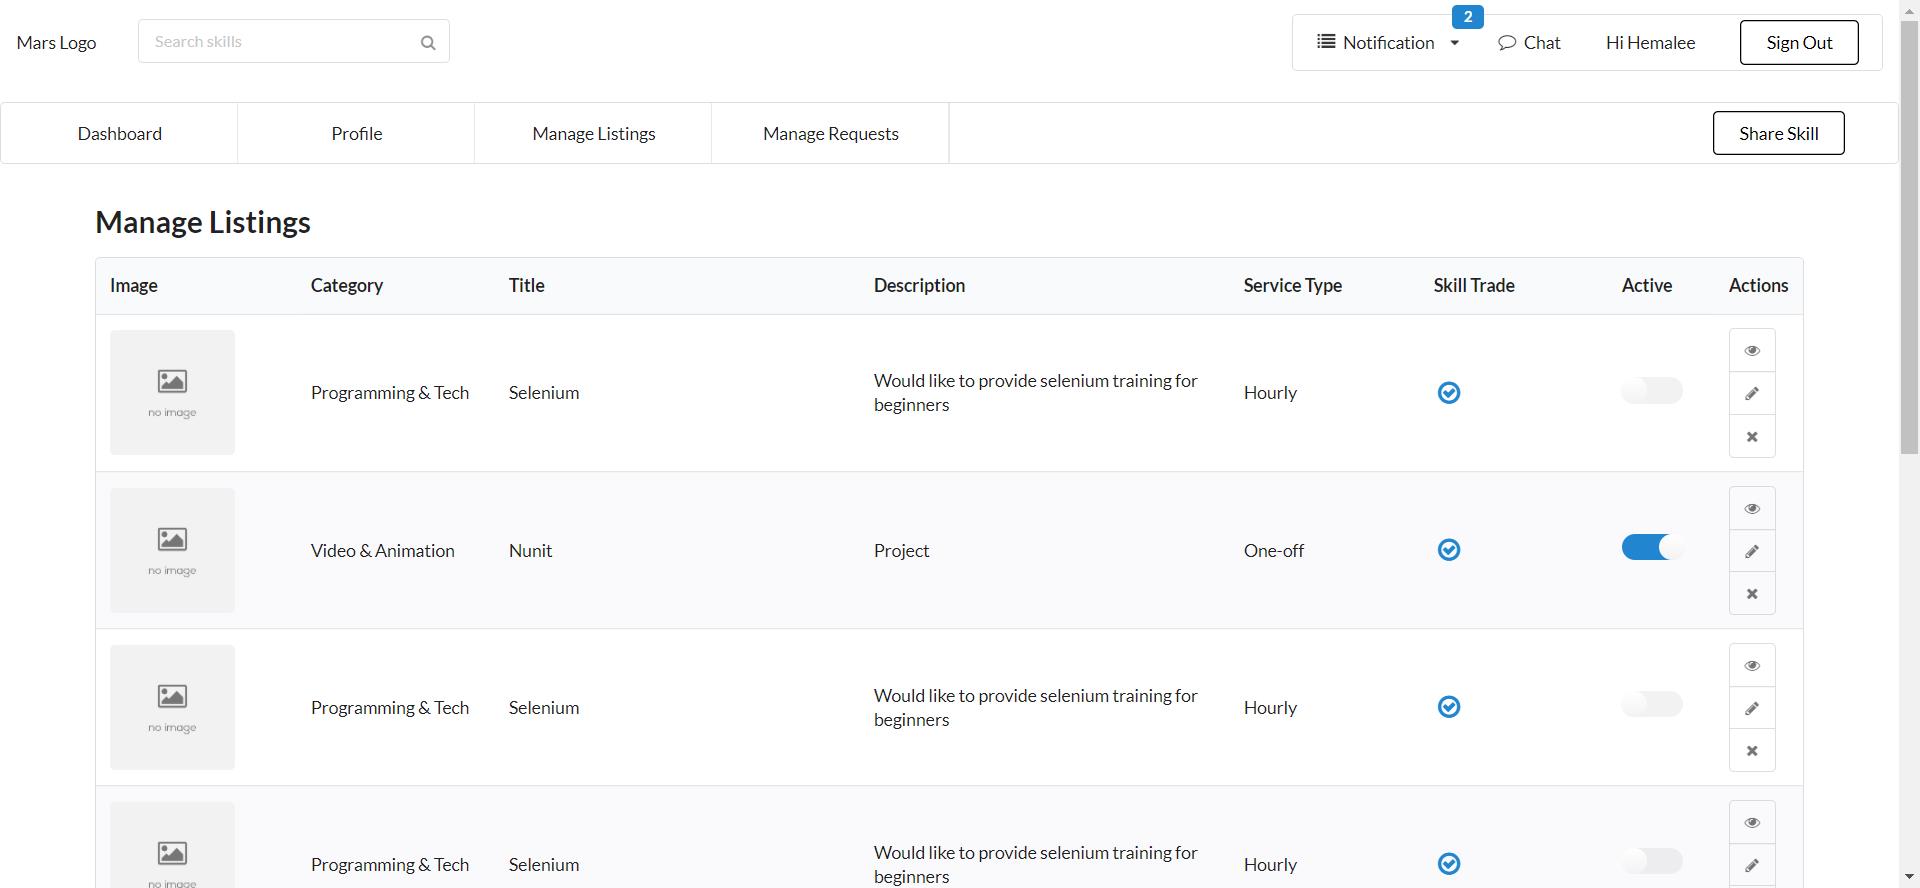 Mars Logo
Search skills
2
Notification
Chat
Hi Hemalee
Sign Out
Dashboard
Profile
Manage Listings
Manage Requests
Share Skill
Manage Listings
Image
Category
Title
Description
Service Type
Skill Trade
Active
Actions
no image
Programming & Tech
Selenium
Would like to provide selenium training for
beginners
Hourly
no image
Video & Animation
Nunit
Project
One-off
no image
Programming & Tech
Selenium
Would like to provide selenium training for
beginners
Hourly
no image
Programming & Tech
Selenium
Would like to provide selenium training for
beginners
Hourly